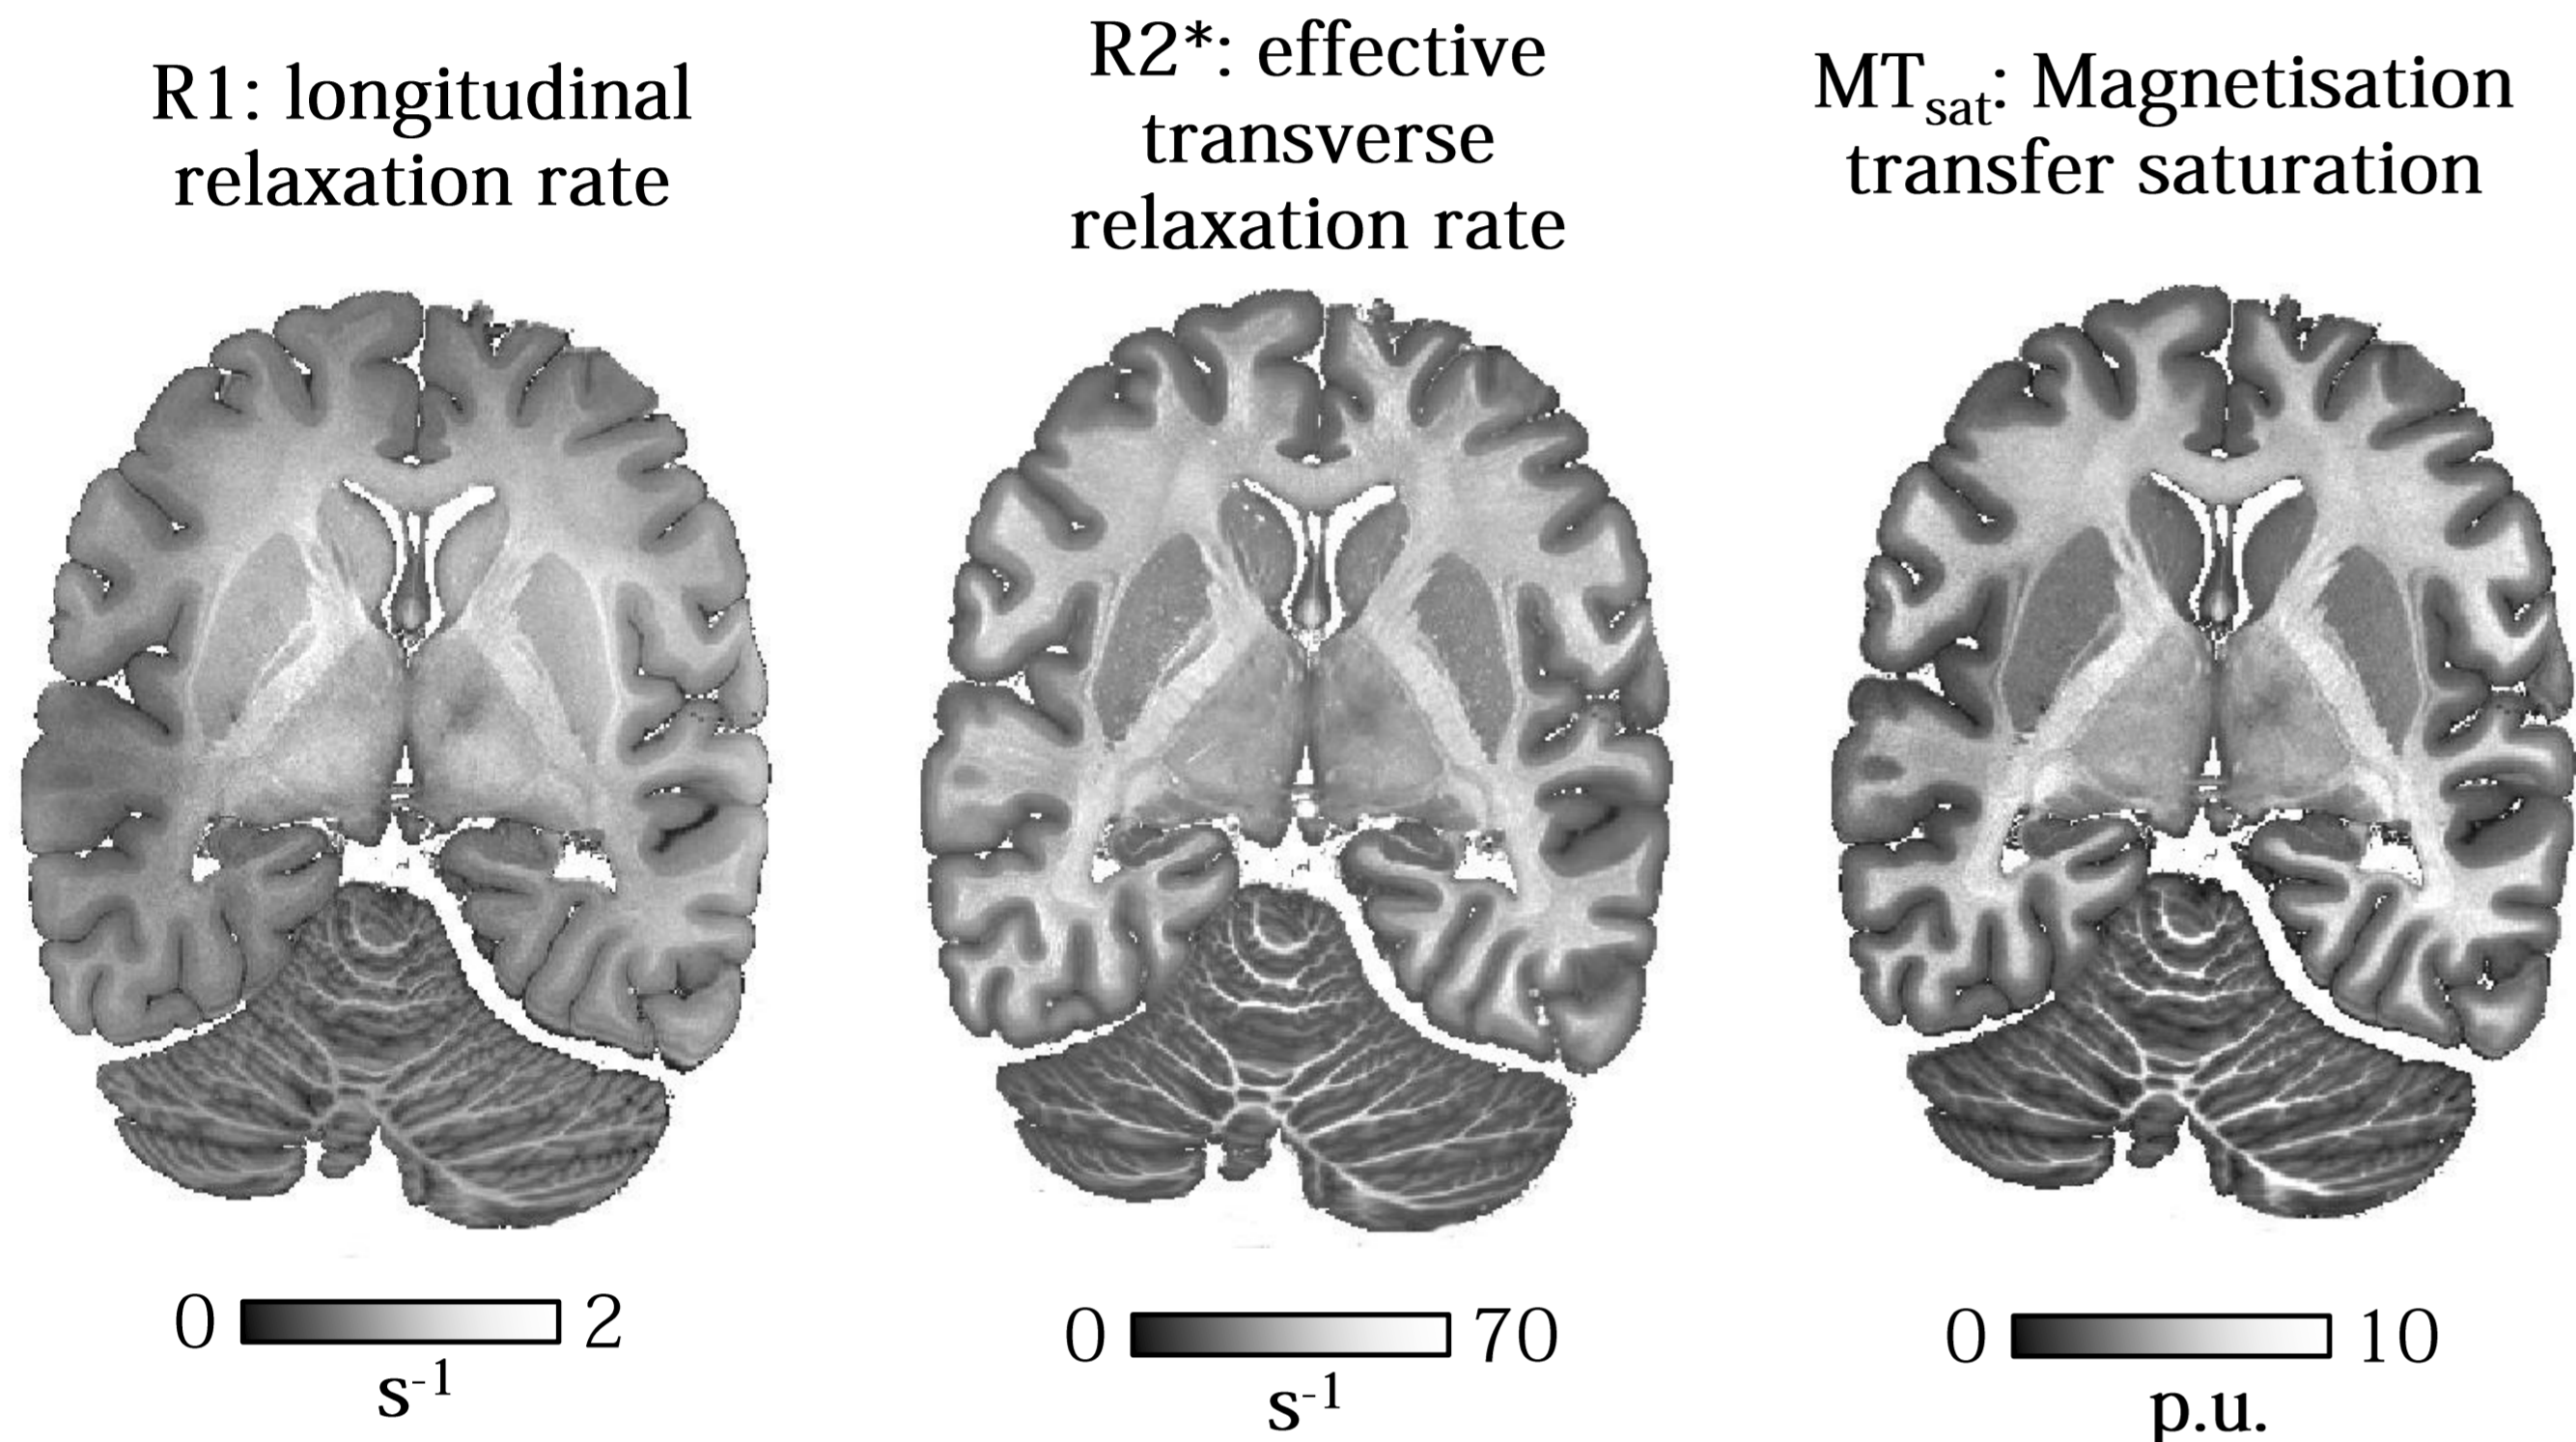 R1: longitudinal
relaxation rate
R2*: effective
transverse
relaxation rate
MTsat: Magnetisation
transfer saturation
0 2
s-1
0 70
s-1
0 10
p.u.